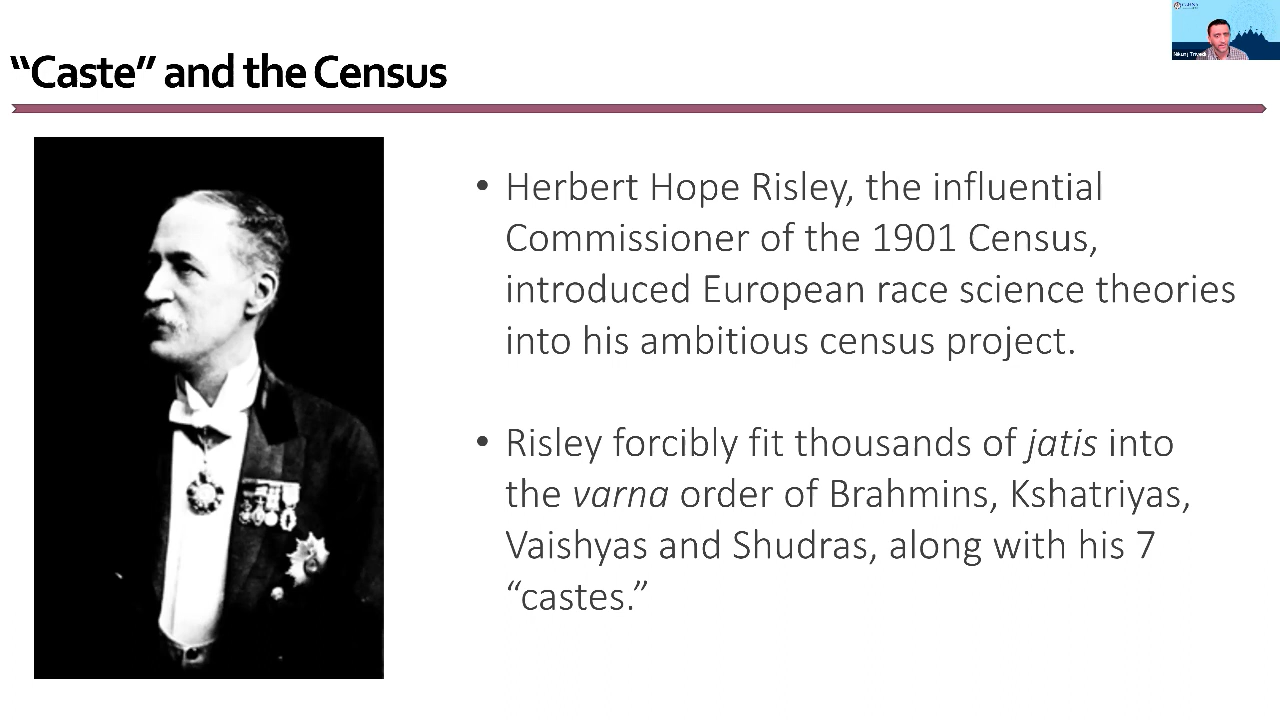 “Caste” and the Census
Nikunj Trivedi
• Herbert Hope Risley, the influential
Commissioner of the 1901 Census,
introduced European race science theories
into his ambitious census project.
• Risley forcibly fit thousands of jatis into
the varna order of Brahmins, Kshatriyas,
Vaishyas and Shudras, along with his 7
“castes.”